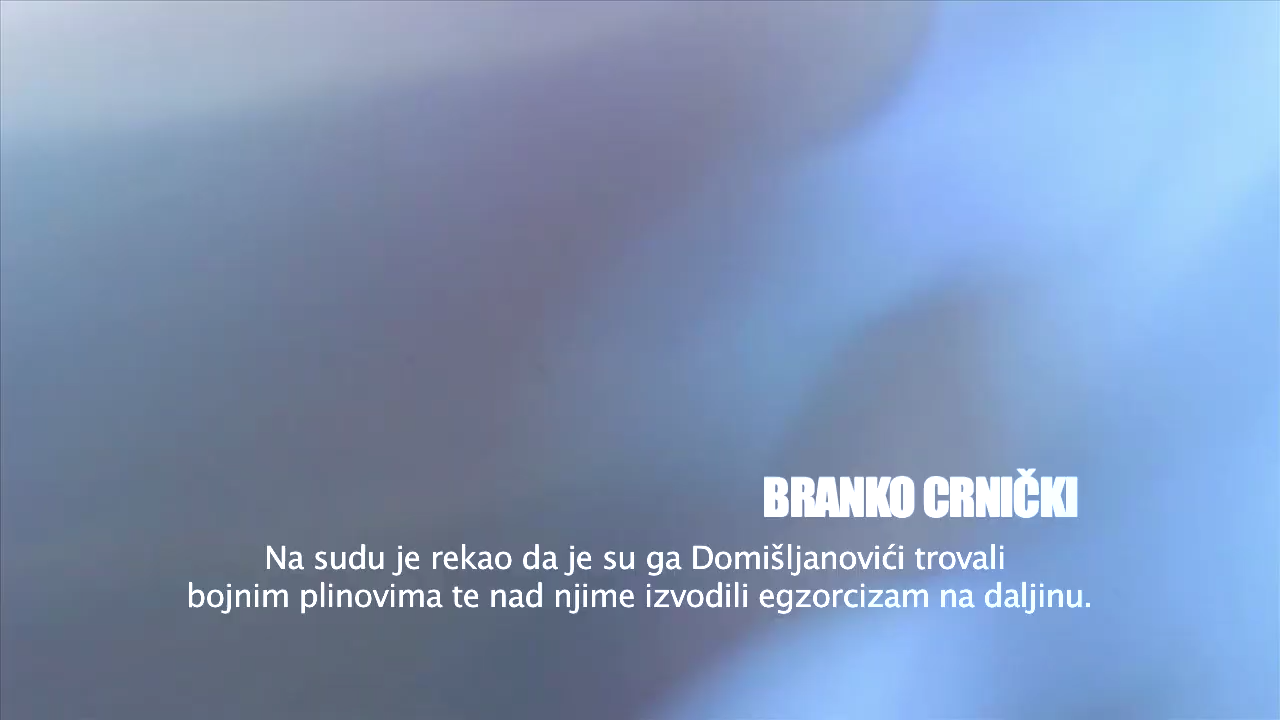 BRANKO CRNIČKI
Na sudu je rekao da je su ga Domišljanovići trovali
bojnim plinovima te nad njime izvodili egzorcizam na daljinu.